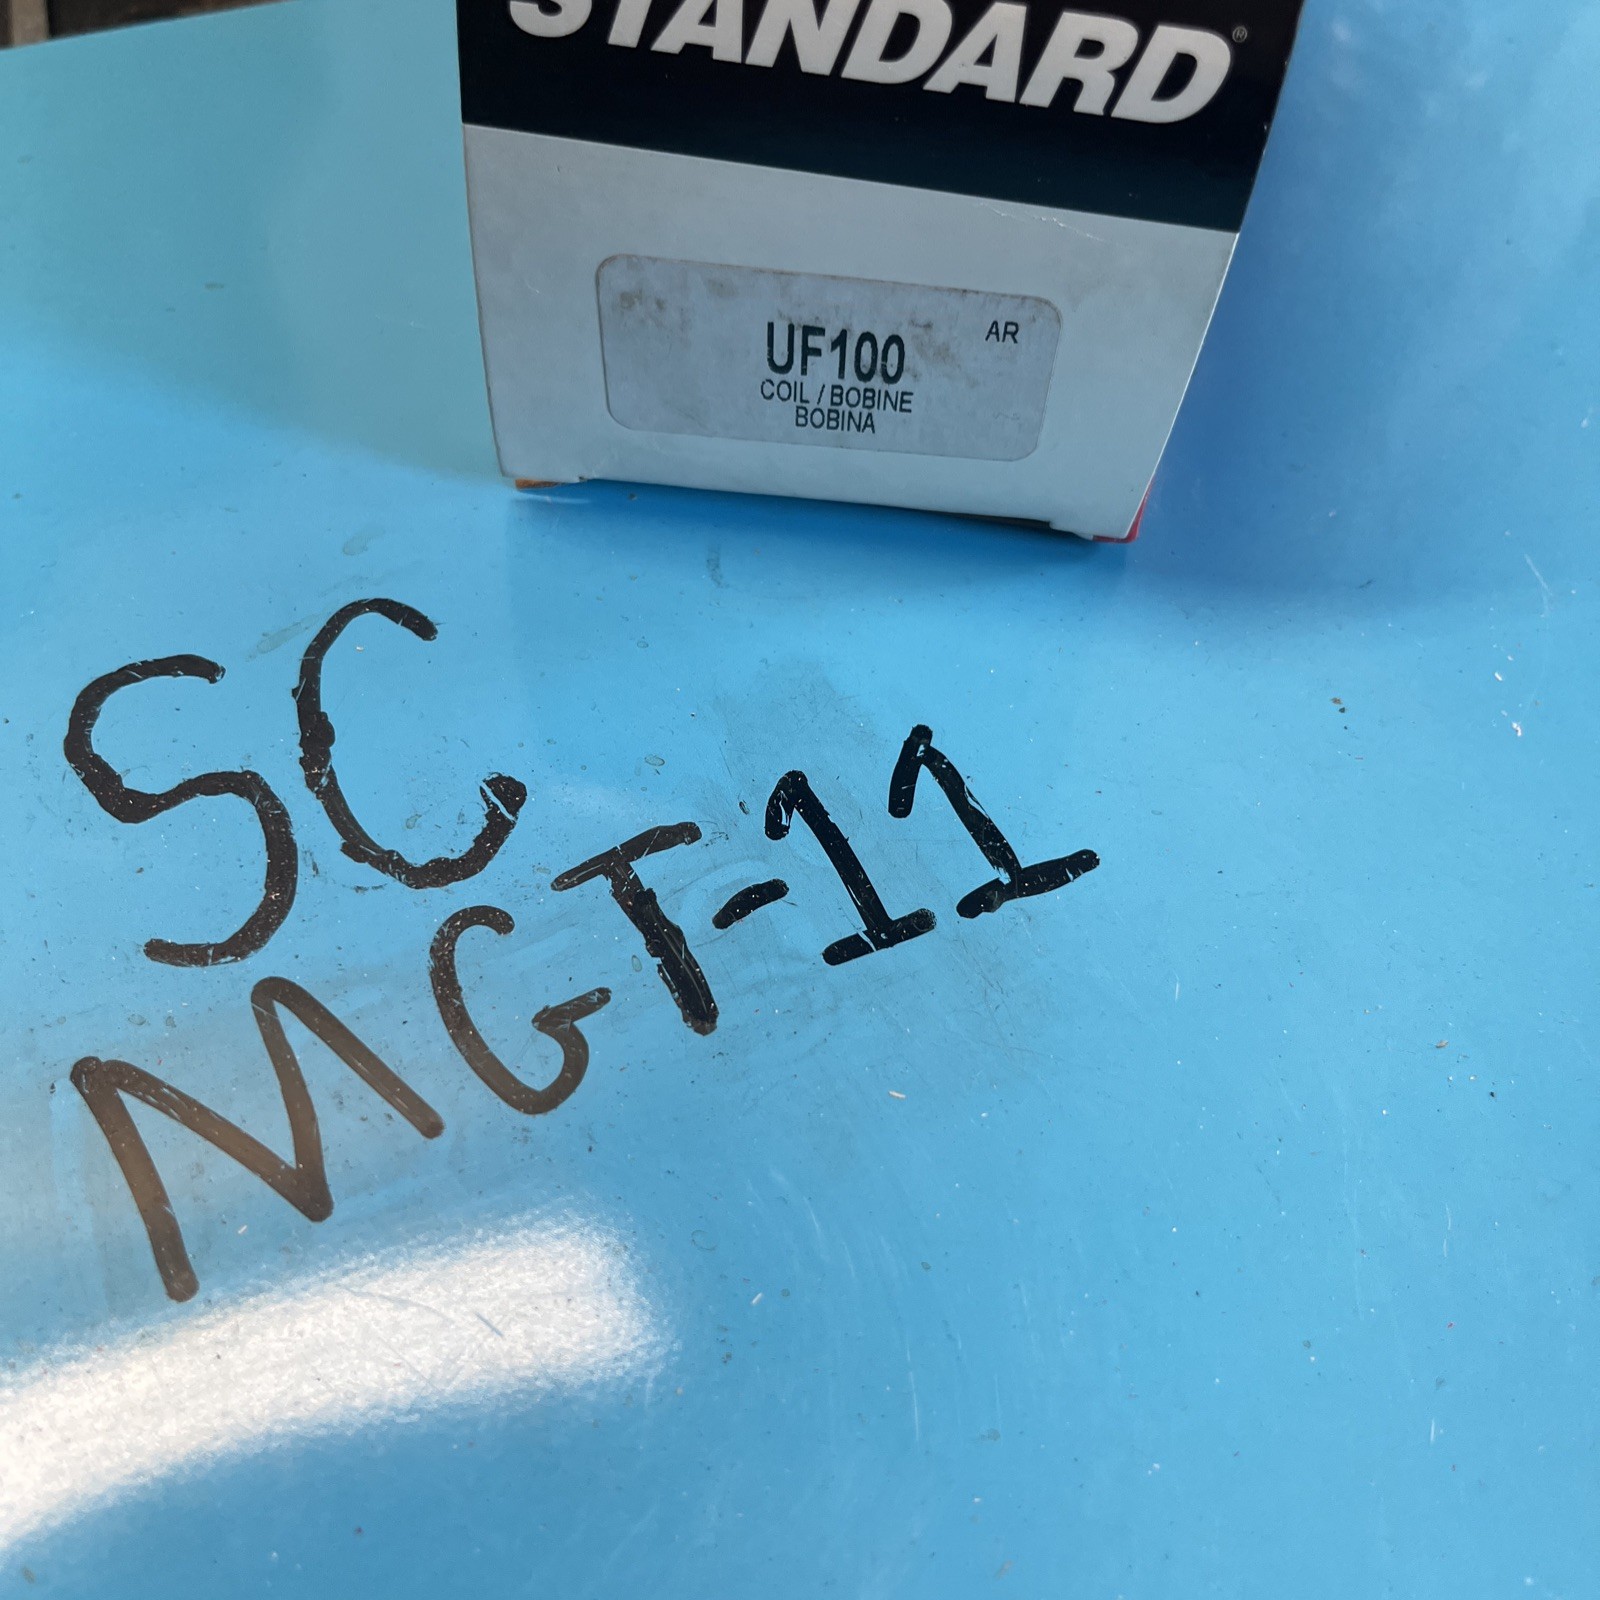 STANDARD®
AR
UF100
COIL / BOBINE
BOBINA
SC
MGT-11